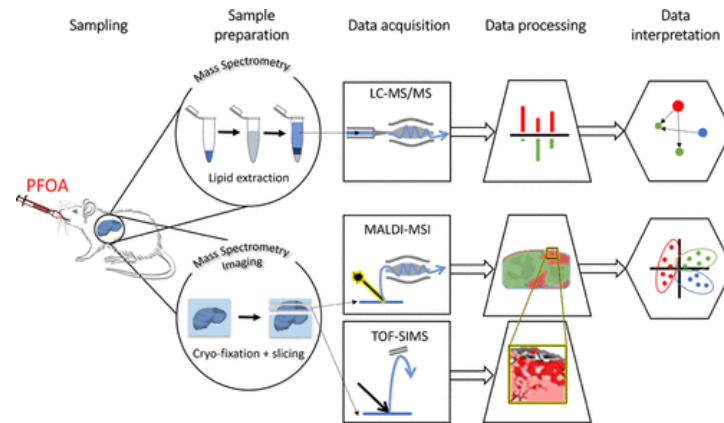 Sampling
Sample
preparation
Data acquisition
Data processing
Data
interpretation
Mass Spectrometry
Lipid extraction
LC-MS/MS
PFOA
Mass Spectrometry
Imaging
Cryo-fixation + slicing
MALDI-MSI
TOF-SIMS